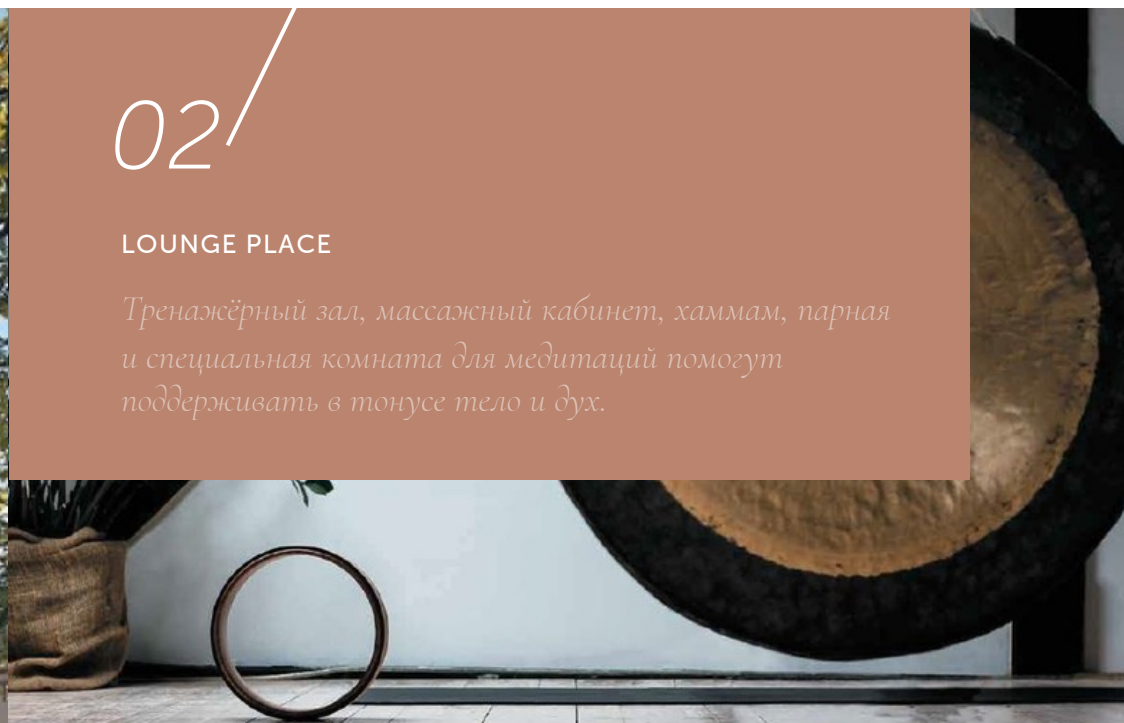 02
LOUNGE PLACE
Тренажёрный зал, массажный кабинет, хаммам, парная
и специальная комната для медитаций помогут
поддерживать в тонусе тело и дух.